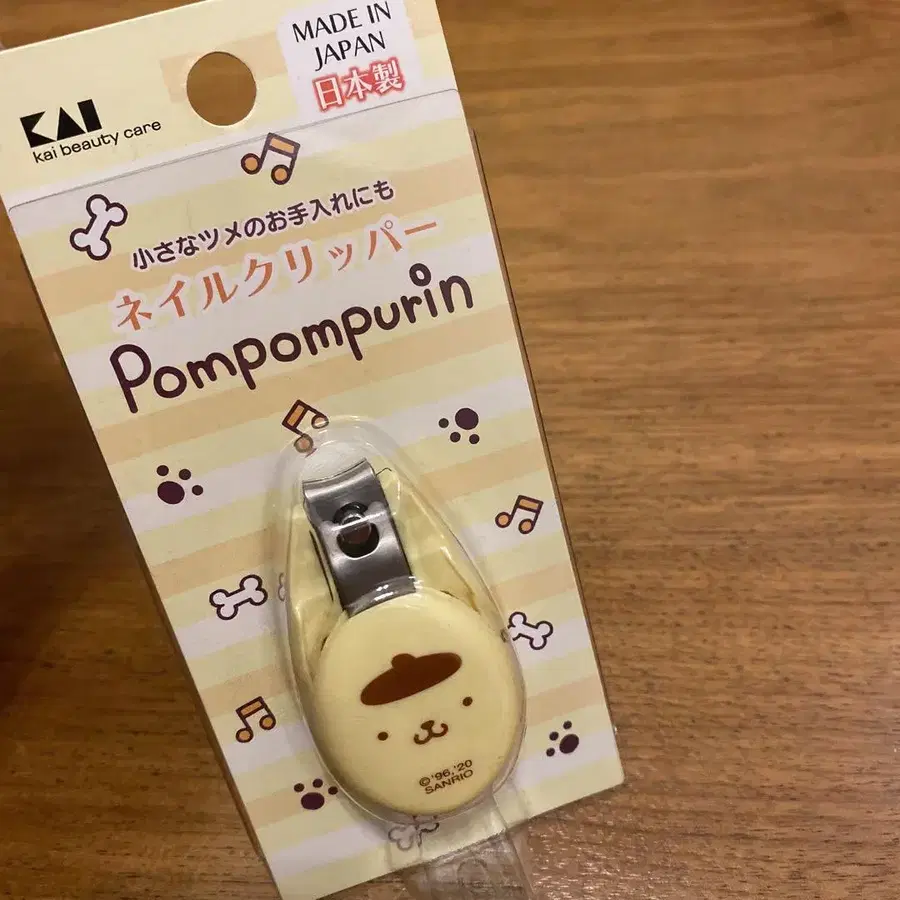 MADE IN
JAPAN
日本製
KAI
kai beauty care
小さなツメのお手入れにも
ネイルクリッパー
Pompompurin
©'96,'20
SANRIO